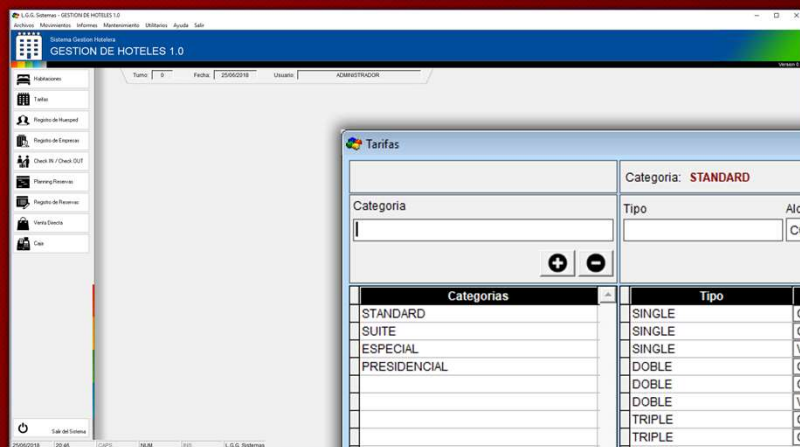 L.G.G. Sistemas - GESTION DE HOTELES 1.0
Archivos Movimientos Informes Mantenimiento Utilitarios Ayuda Salir
Sistema Gestion Hotelera
GESTION DE HOTELES 1.0
Version 0.
Turno 0 Fecha: 25/06/2018 Usuario: ADMINISTRADOR
Habitaciones
Tarifas
Registro de Huesped
Registro de Empresas
Check IN / Check OUT
Planning Reservas
Registro de Reservas
Venta Directa
Caja
Salir del Sistema
25/06/2018 20:46 CAPS NUM INS L.G.G. Sistemas
Tarifas
Categoria: STANDARD
Categoria
Tipo
Categorias
STANDARD
SUITE
ESPECIAL
PRESIDENCIAL
Tipo
SINGLE
SINGLE
SINGLE
DOBLE
DOBLE
DOBLE
TRIPLE
TRIPLE